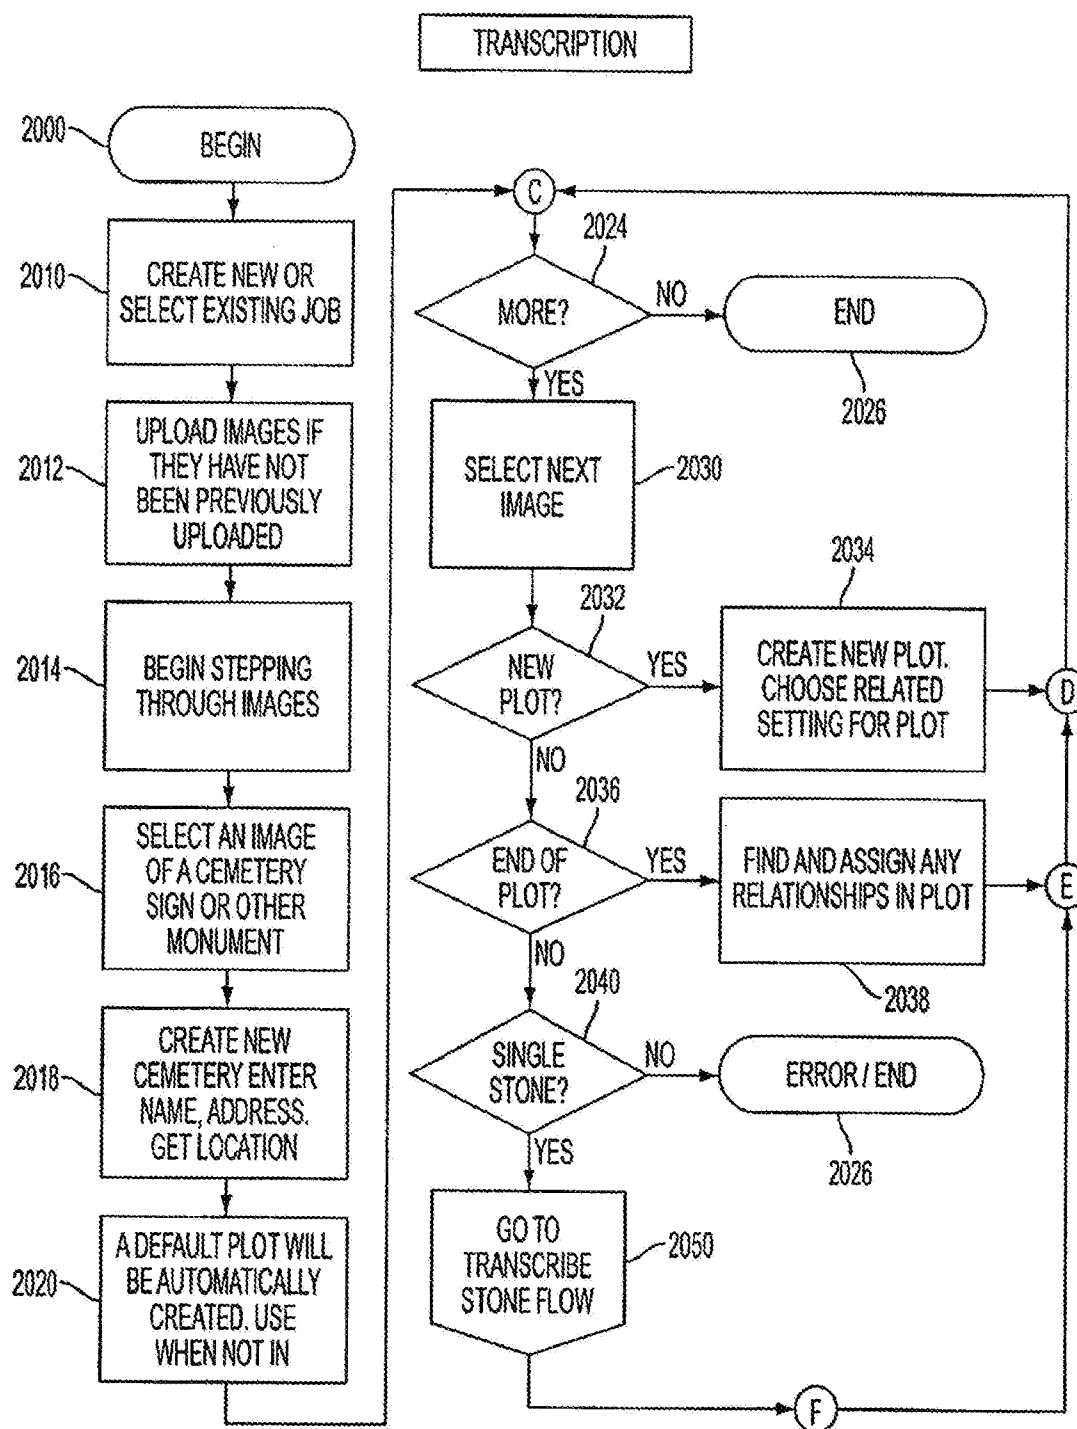 TRANSCRIPTION
2000
BEGIN
2010
CREATE NEW OR
SELECT EXISTING JOB
2012
UPLOAD IMAGES IF
THEY HAVE NOT
BEEN PREVIOUSLY
UPLOADED
2014
BEGIN STEPPING
THROUGH IMAGES
2016
SELECT AN IMAGE
OF A CEMETERY
SIGN OR OTHER
MONUMENT
2018
CREATE NEW
CEMETERY ENTER
NAME, ADDRESS.
GET LOCATION
2020
A DEFAULT PLOT WILL
BE AUTOMATICALLY
CREATED. USE
WHEN NOT IN
C
2024
MORE?
NO
END
2026
YES
SELECT NEXT
IMAGE
2030
2032
NEW
PLOT?
YES
2034
CREATE NEW PLOT.
CHOOSE RELATED
SETTING FOR PLOT
D
NO
2036
END OF
PLOT?
YES
FIND AND ASSIGN ANY
RELATIONSHIPS IN PLOT
2038
E
NO
2040
SINGLE
STONE?
NO
ERROR / END
2026
YES
GO TO
TRANSCRIBE
STONE FLOW
2050
F